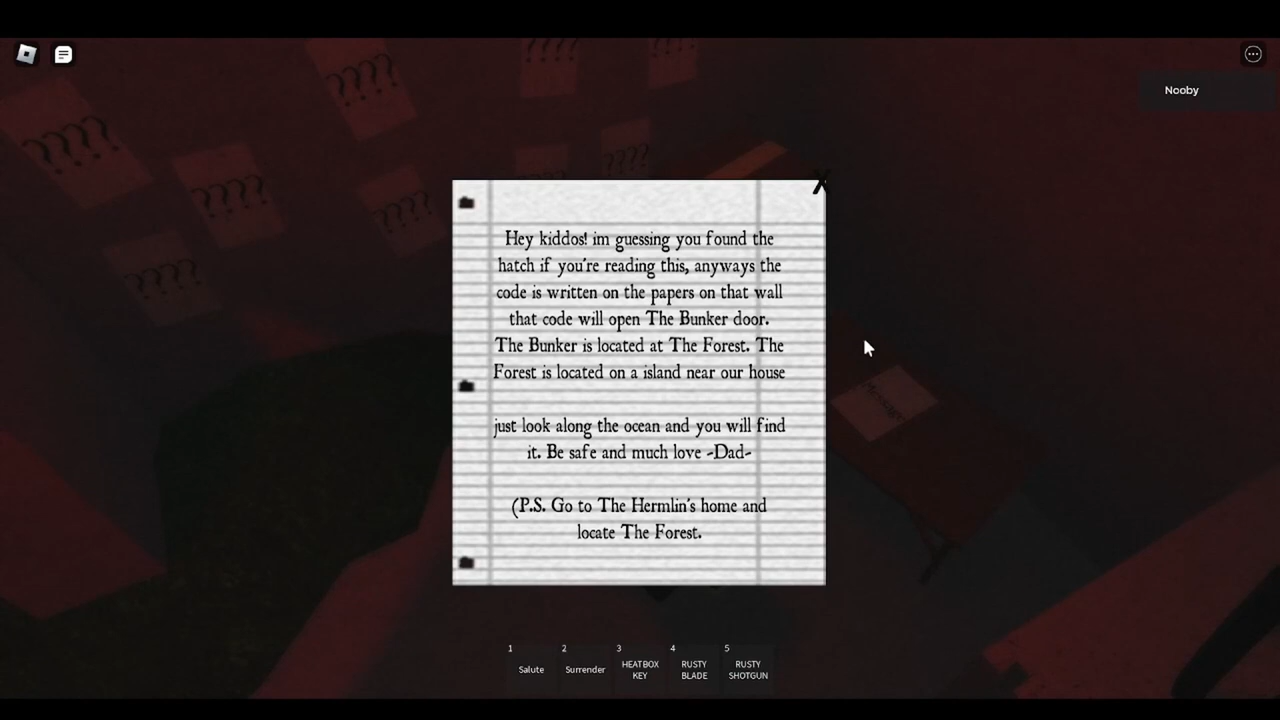 ????
????
????
????
????
????
????
????
????
Nooby
X
Hey kiddos! im guessing you found the
hatch if you're reading this, anyways the
code is written on the papers on that wall
that code will open The Bunker door.
The Bunker is located at The Forest. The
Forest is located on a island near our house
just look along the ocean and you will find
it. Be safe and much love -Dad-
(P.S. Go to The Hermlin's home and
locate The Forest.
1
Salute
2
Surrender
3
HEATBOX
KEY
4
RUSTY
BLADE
5
RUSTY
SHOTGUN